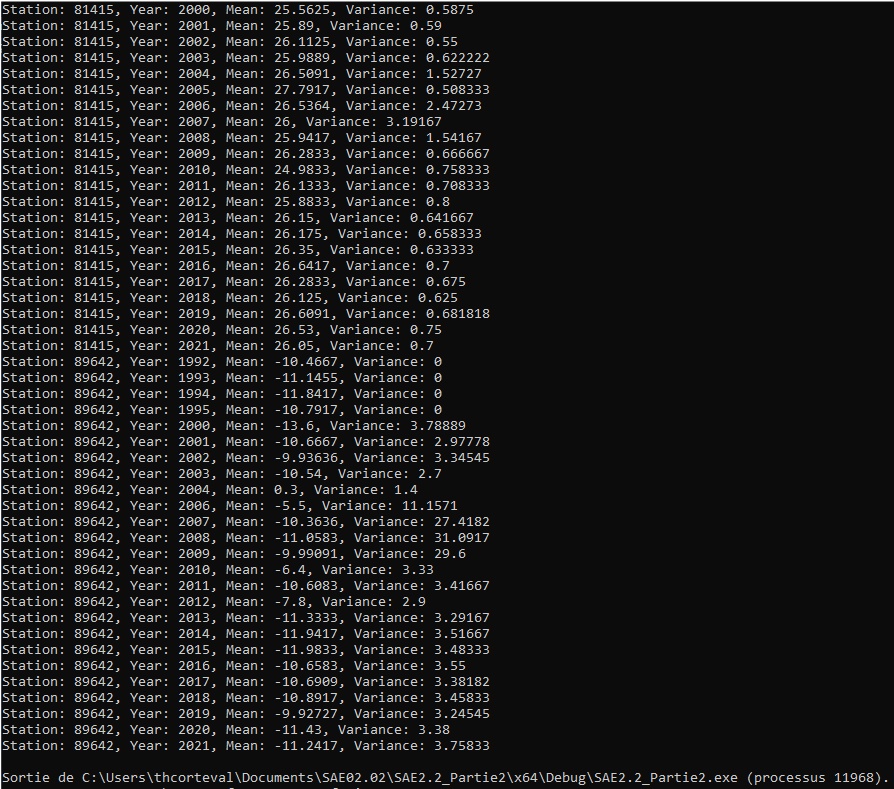 Station: 81415, Year: 2000, Mean: 25.5625, Variance: 0.5875
Station: 81415, Year: 2001, Mean: 25.89, Variance: 0.59
Station: 81415, Year: 2002, Mean: 26.1125, Variance: 0.55
Station: 81415, Year: 2003, Mean: 25.9889, Variance: 0.622222
Station: 81415, Year: 2004, Mean: 26.5091, Variance: 1.52727
Station: 81415, Year: 2005, Mean: 27.7917, Variance: 0.508333
Station: 81415, Year: 2006, Mean: 26.5364, Variance: 2.47273
Station: 81415, Year: 2007, Mean: 26, Variance: 3.19167
Station: 81415, Year: 2008, Mean: 25.9417, Variance: 1.54167
Station: 81415, Year: 2009, Mean: 26.2833, Variance: 0.666667
Station: 81415, Year: 2010, Mean: 24.9833, Variance: 0.758333
Station: 81415, Year: 2011, Mean: 26.1333, Variance: 0.708333
Station: 81415, Year: 2012, Mean: 25.8833, Variance: 0.8
Station: 81415, Year: 2013, Mean: 26.15, Variance: 0.641667
Station: 81415, Year: 2014, Mean: 26.175, Variance: 0.658333
Station: 81415, Year: 2015, Mean: 26.35, Variance: 0.633333
Station: 81415, Year: 2016, Mean: 26.6417, Variance: 0.7
Station: 81415, Year: 2017, Mean: 26.2833, Variance: 0.675
Station: 81415, Year: 2018, Mean: 26.125, Variance: 0.625
Station: 81415, Year: 2019, Mean: 26.6091, Variance: 0.681818
Station: 81415, Year: 2020, Mean: 26.53, Variance: 0.75
Station: 81415, Year: 2021, Mean: 26.05, Variance: 0.7
Station: 89642, Year: 1992, Mean: -10.4667, Variance: 0
Station: 89642, Year: 1993, Mean: -11.1455, Variance: 0
Station: 89642, Year: 1994, Mean: -11.8417, Variance: 0
Station: 89642, Year: 1995, Mean: -10.7917, Variance: 0
Station: 89642, Year: 2000, Mean: -13.6, Variance: 3.78889
Station: 89642, Year: 2001, Mean: -10.6667, Variance: 2.97778
Station: 89642, Year: 2002, Mean: -9.93636, Variance: 3.34545
Station: 89642, Year: 2003, Mean: -10.54, Variance: 2.7
Station: 89642, Year: 2004, Mean: 0.3, Variance: 1.4
Station: 89642, Year: 2006, Mean: -5.5, Variance: 11.1571
Station: 89642, Year: 2007, Mean: -10.3636, Variance: 27.4182
Station: 89642, Year: 2008, Mean: -11.0583, Variance: 31.0917
Station: 89642, Year: 2009, Mean: -9.99091, Variance: 29.6
Station: 89642, Year: 2010, Mean: -6.4, Variance: 3.33
Station: 89642, Year: 2011, Mean: -10.6083, Variance: 3.41667
Station: 89642, Year: 2012, Mean: -7.8, Variance: 2.9
Station: 89642, Year: 2013, Mean: -11.3333, Variance: 3.29167
Station: 89642, Year: 2014, Mean: -11.9417, Variance: 3.51667
Station: 89642, Year: 2015, Mean: -11.9833, Variance: 3.48333
Station: 89642, Year: 2016, Mean: -10.6583, Variance: 3.55
Station: 89642, Year: 2017, Mean: -10.6909, Variance: 3.38182
Station: 89642, Year: 2018, Mean: -10.8917, Variance: 3.45833
Station: 89642, Year: 2019, Mean: -9.92727, Variance: 3.24545
Station: 89642, Year: 2020, Mean: -11.43, Variance: 3.38
Station: 89642, Year: 2021, Mean: -11.2417, Variance: 3.75833
Sortie de C:\Users\thcorteval\Documents\SAE02.02\SAE2.2_Partie2\x64\Debug\SAE2.2_Partie2.exe (processus 11968).